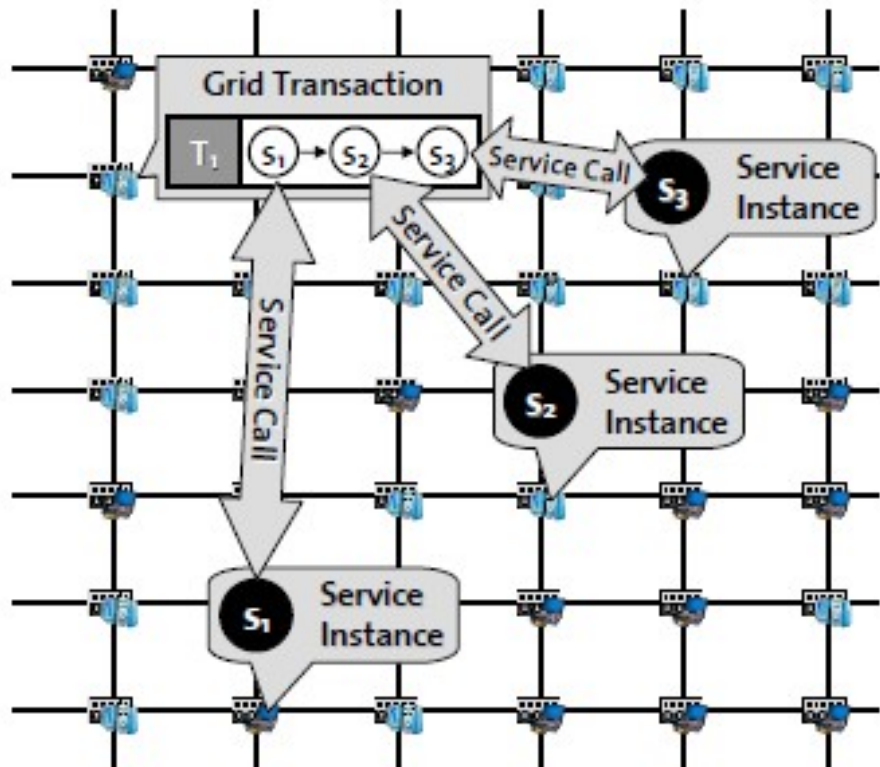 Grid Transaction
T₁ S₁ S₂ S₃
Service Call
S₃ Service
Instance
Service Call
Service Call
S₂ Service
Instance
S₁ Service
Instance